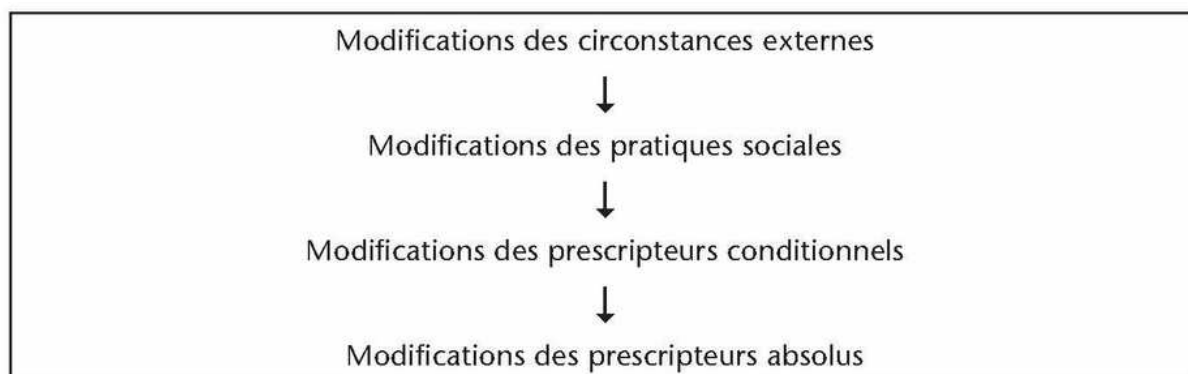 Modifications des circonstances externes
↓
Modifications des pratiques sociales
↓
Modifications des prescripteurs conditionnels
↓
Modifications des prescripteurs absolus